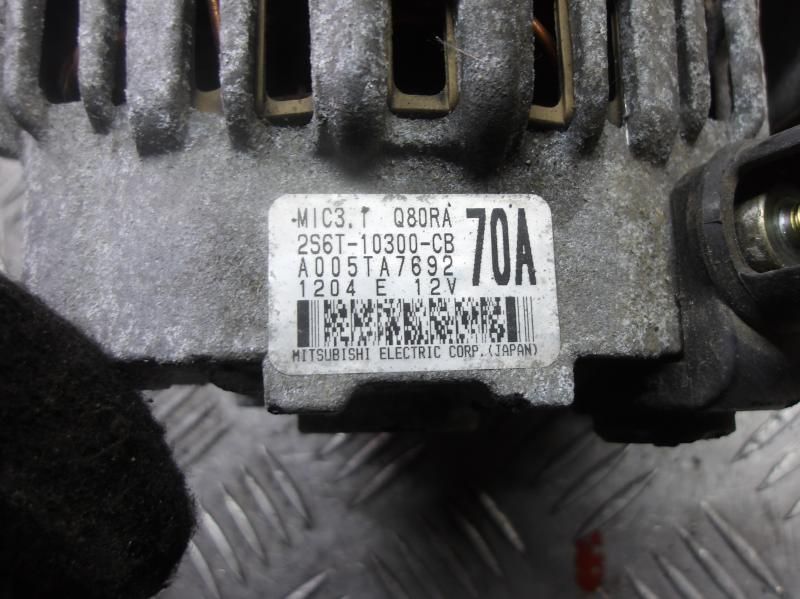 MIC3.1 Q80RA 70A
2S6T-10300-CB
A005TA7692
1204 E 12V
MITSUBISHI ELECTRIC CORP.(JAPAN)